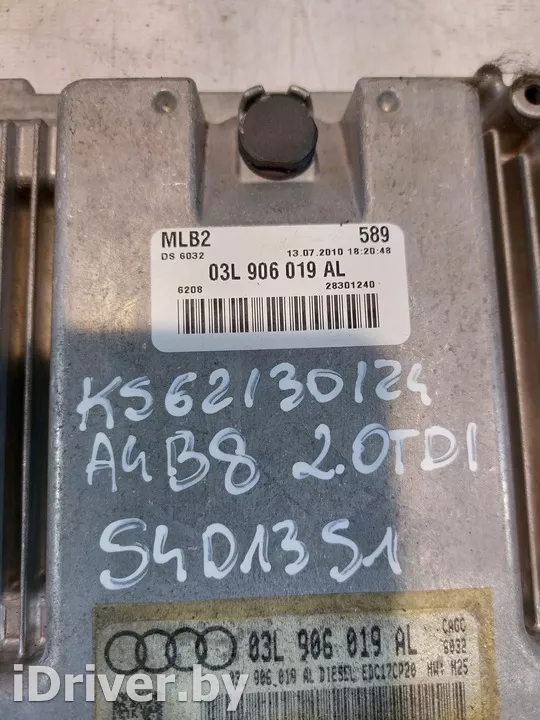 MLB2 589
DS 6032 13.07.2010 18:20:48
03L 906 019 AL
6208 28301240
KS62130124
A4B8 2.0TDI
S4D13S1
03L 906 019 AL CAGC
6032
906 019 AL DIESEL EDC17CP20 HW: H25
iDriver.by